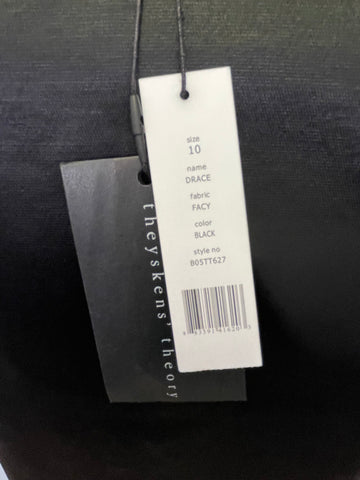 size
10
name
DRACE
fabric
FACY
color
BLACK
style no
B05TT627
theyskens' theory